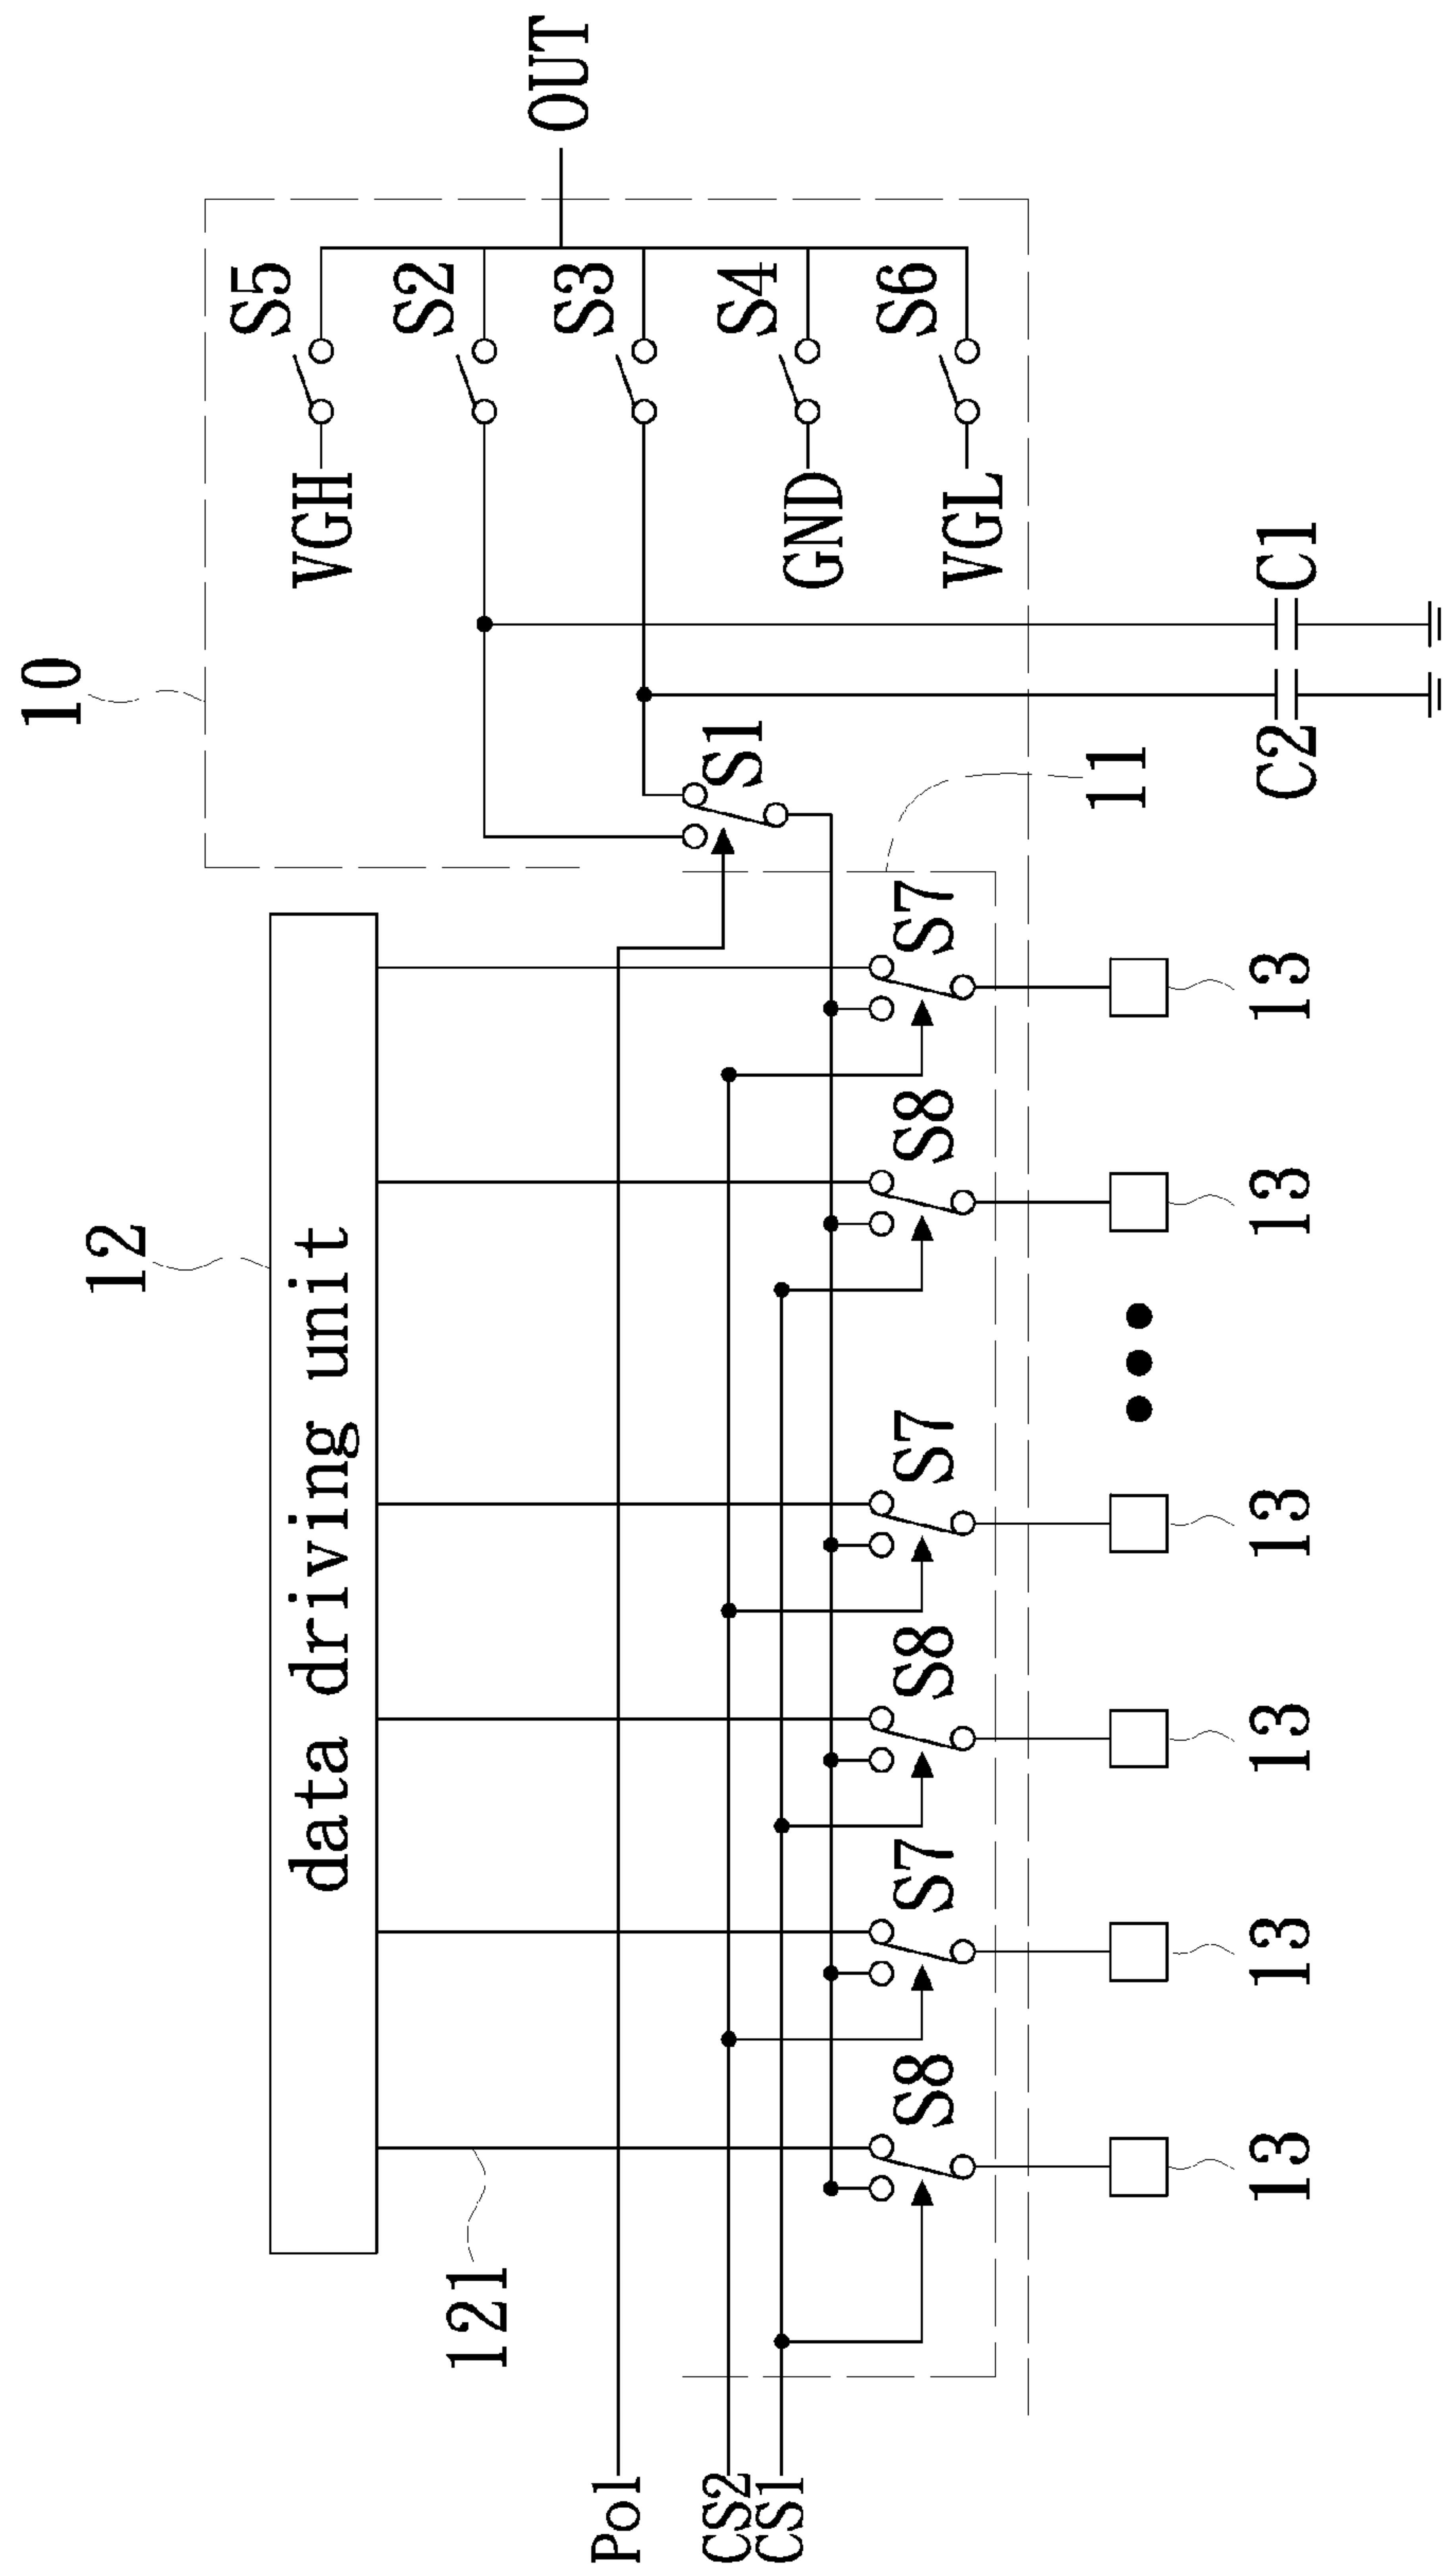 10
12
S5
data driving unit
VGH
S2
121
OUT
S3
Pol
CS2
S1
S4
CS1
GND
S6
S8 S7 S8 S7 S8 S7
VGL
11
13 13 13 13 13 13
C2 C1